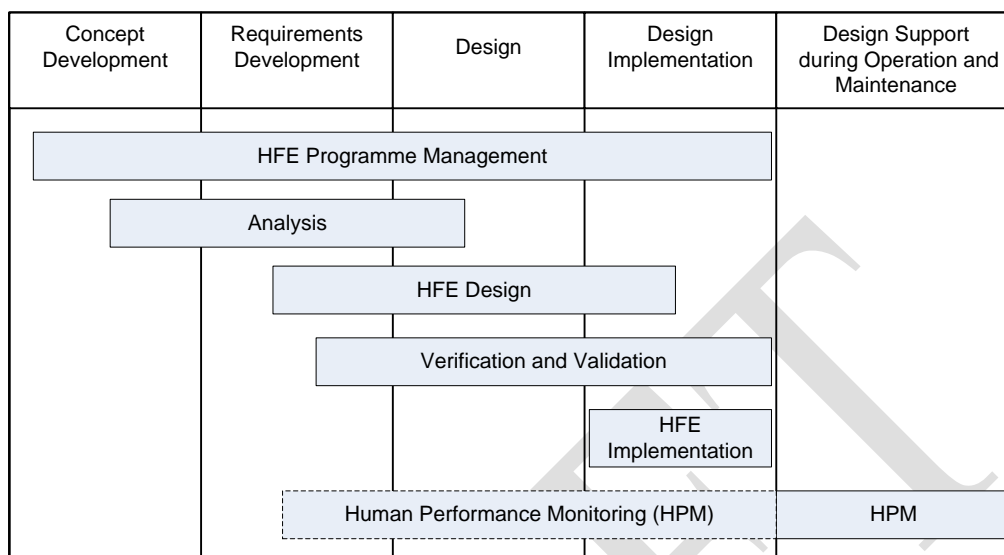 Concept
Development
Requirements
Development
Design
Design
Implementation
Design Support
during Operation and
Maintenance
HFE Programme Management
Analysis
HFE Design
Verification and Validation
HFE
Implementation
Human Performance Monitoring (HPM)
HPM